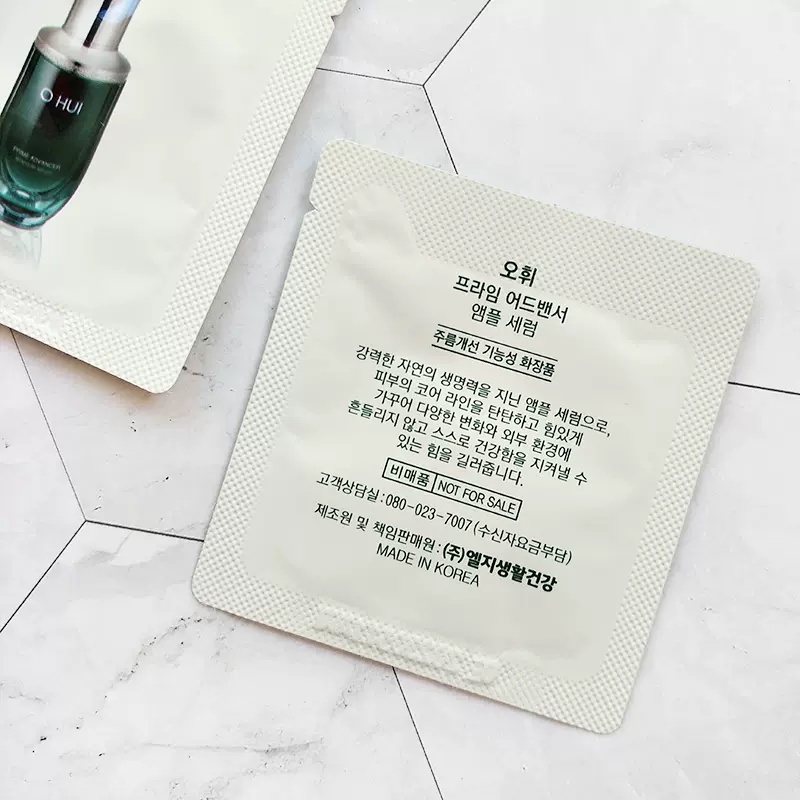 O HUI
PRIME ADVANCER
오휘
프라임 어드밴서
앰플 세럼
주름개선 기능성 화장품
강력한 자연의 생명력을 지닌 앰플 세럼으로,
피부의 코어 라인을 탄탄하고 힘있게
가꾸어 다양한 변화와 외부 환경에
흔들리지 않고 스스로 건강함을 지켜낼 수
있는 힘을 길러줍니다.
비매품 NOT FOR SALE
고객상담실 : 080-023-7007 (수신자요금부담)
제조원 및 책임판매원 : (주)엘지생활건강
MADE IN KOREA